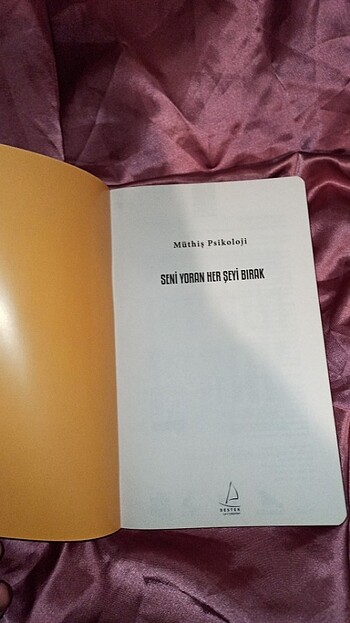 Müthiş Psikoloji
SENİ YORAN HER ŞEYİ BIRAK
DESTEK